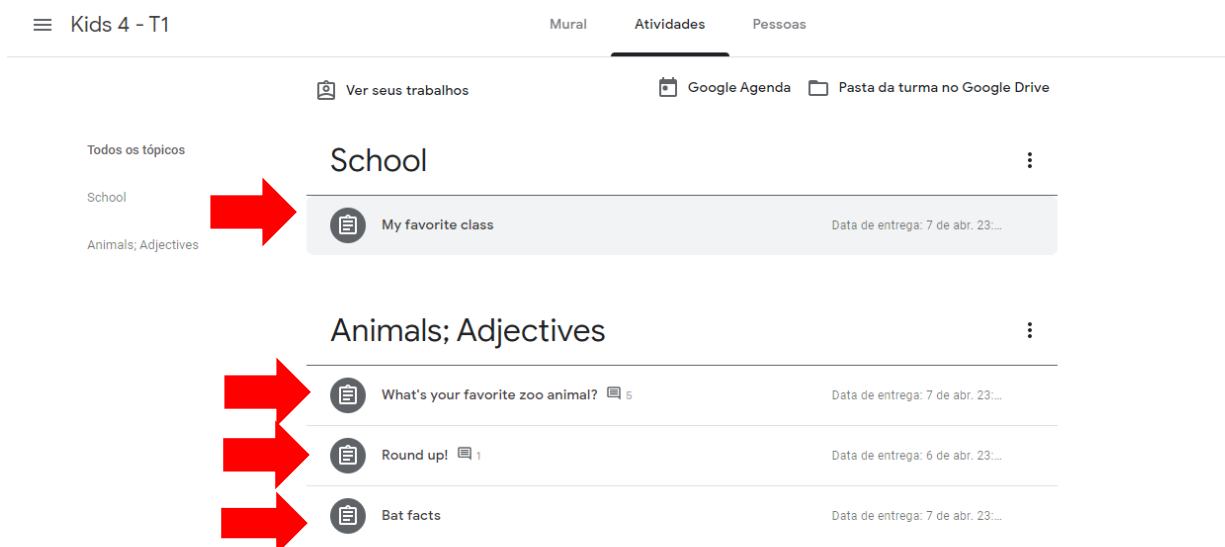 Kids 4 - T1
Mural Atividades Pessoas
Ver seus trabalhos Google Agenda Pasta da turma no Google Drive
Todos os tópicos
School
Animals; Adjectives
School
My favorite class Data de entrega: 7 de abr. 23:...
Animals; Adjectives
What's your favorite zoo animal? 5 Data de entrega: 7 de abr. 23:...
Round up! 1 Data de entrega: 6 de abr. 23:...
Bat facts Data de entrega: 7 de abr. 23:...